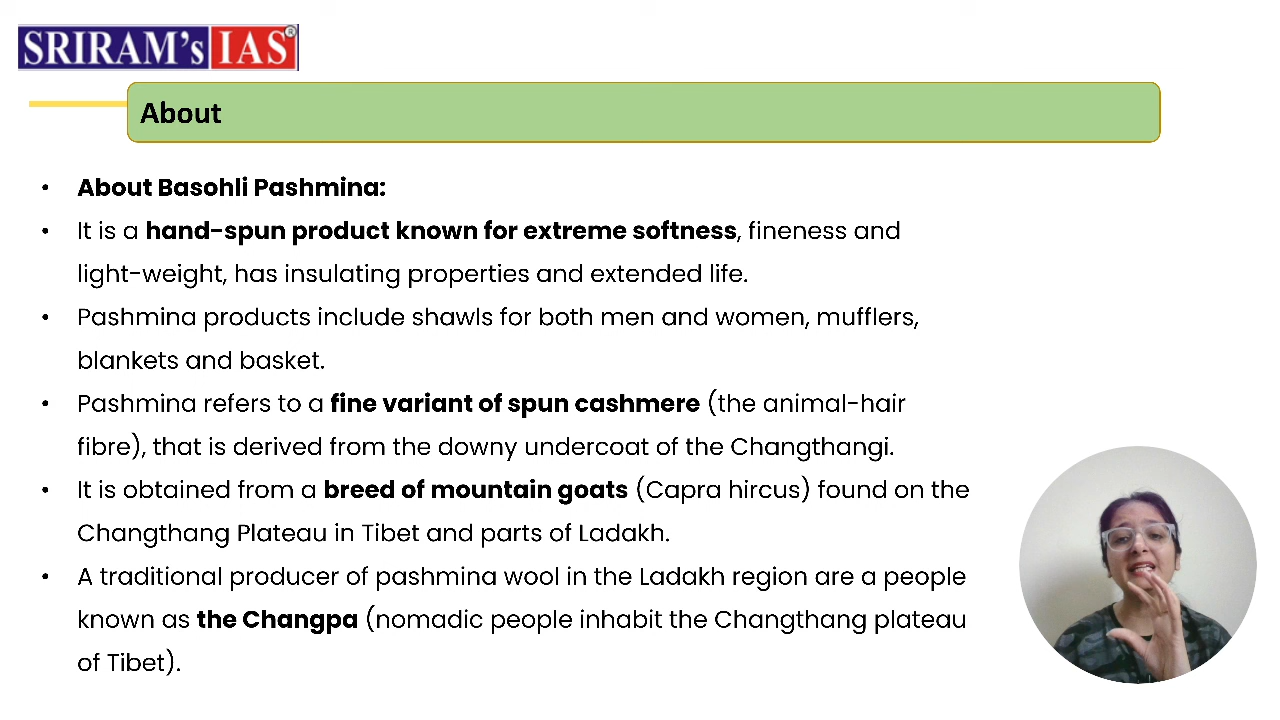 SRIRAM's IAS®
About
• About Basohli Pashmina:
• It is a hand-spun product known for extreme softness, fineness and
light-weight, has insulating properties and extended life.
• Pashmina products include shawls for both men and women, mufflers,
blankets and basket.
• Pashmina refers to a fine variant of spun cashmere (the animal-hair
fibre), that is derived from the downy undercoat of the Changthangi.
• It is obtained from a breed of mountain goats (Capra hircus) found on the
Changthang Plateau in Tibet and parts of Ladakh.
• A traditional producer of pashmina wool in the Ladakh region are a people
known as the Changpa (nomadic people inhabit the Changthang plateau
of Tibet).